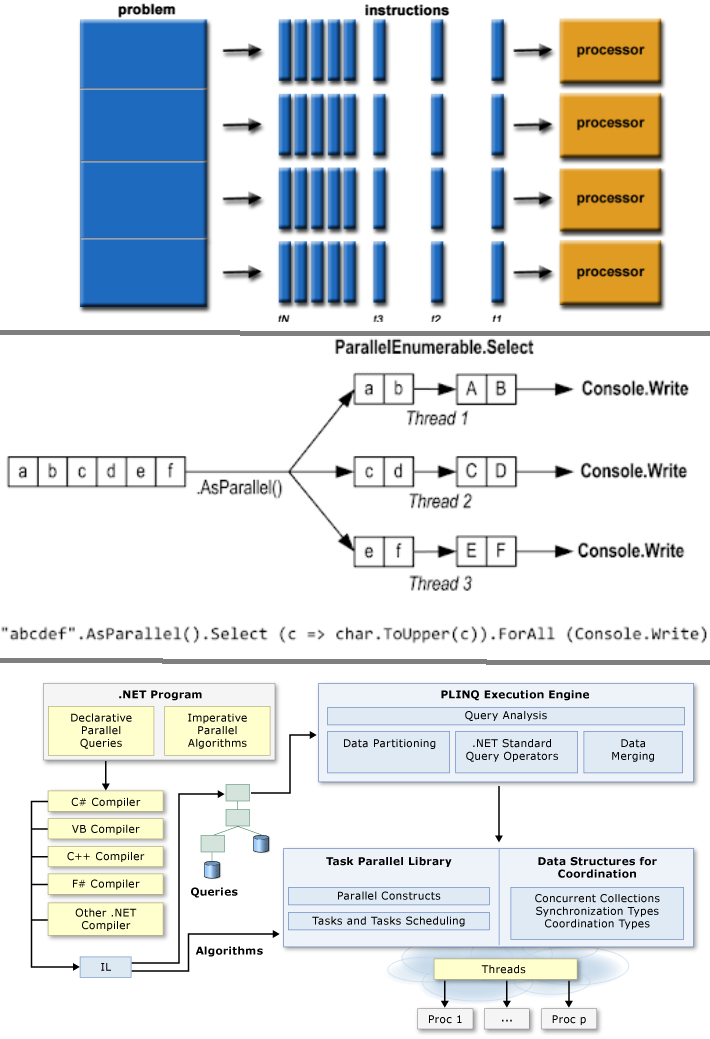 problem
instructions
processor
processor
processor
processor
tN
t3
t2
t1
ParallelEnumerable.Select
a b
A B
Console.Write
Thread 1
a b c d e f
.AsParallel()
c d
C D
Console.Write
Thread 2
e f
E F
Console.Write
Thread 3
"abcdef".AsParallel().Select (c => char.ToUpper(c)).ForAll (Console.Write)
.NET Program
Declarative
Parallel
Queries
Imperative
Parallel
Algorithms
PLINQ Execution Engine
Query Analysis
Data Partitioning
.NET Standard
Query Operators
Data
Merging
C# Compiler
VB Compiler
C++ Compiler
F# Compiler
Other .NET
Compiler
IL
Queries
Algorithms
Task Parallel Library
Parallel Constructs
Tasks and Tasks Scheduling
Data Structures for
Coordination
Concurrent Collections
Synchronization Types
Coordination Types
Threads
Proc 1
...
Proc p